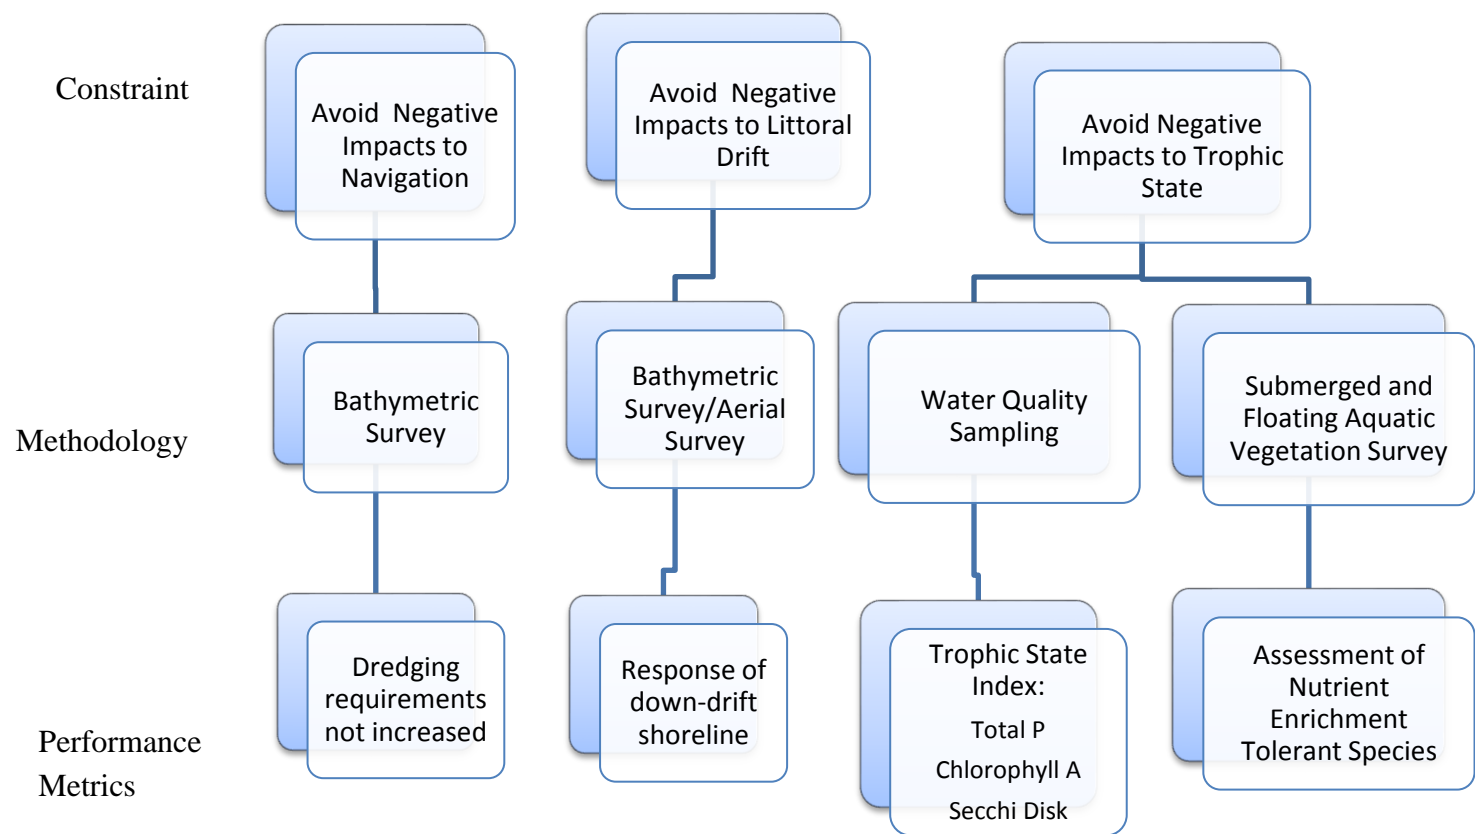 Constraint
Avoid  Negative
Impacts to
Navigation
Avoid  Negative
Impacts to Littoral
Drift
Avoid Negative
Impacts to Trophic
State
Methodology
Bathymetric
Survey
Bathymetric
Survey/Aerial
Survey
Water Quality
Sampling
Submerged and
Floating Aquatic
Vegetation Survey
Performance
Metrics
Dredging
requirements
not increased
Response of
down-drift
shoreline
Trophic State
Index:
Total P
Chlorophyll A
Secchi Disk
Assessment of
Nutrient
Enrichment
Tolerant Species